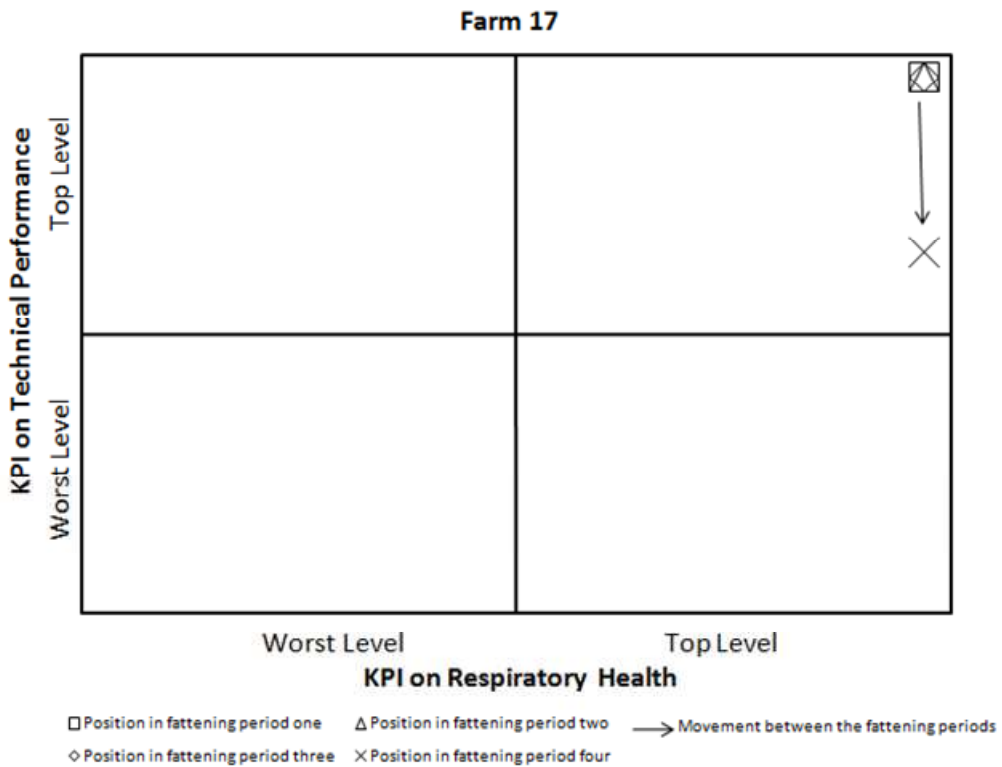 Farm 17
KPI on Technical Performance
Top Level
Worst Level
Worst Level Top Level
KPI on Respiratory Health
Position in fattening period one Position in fattening period two Movement between the fattening periods
Position in fattening period three Position in fattening period four